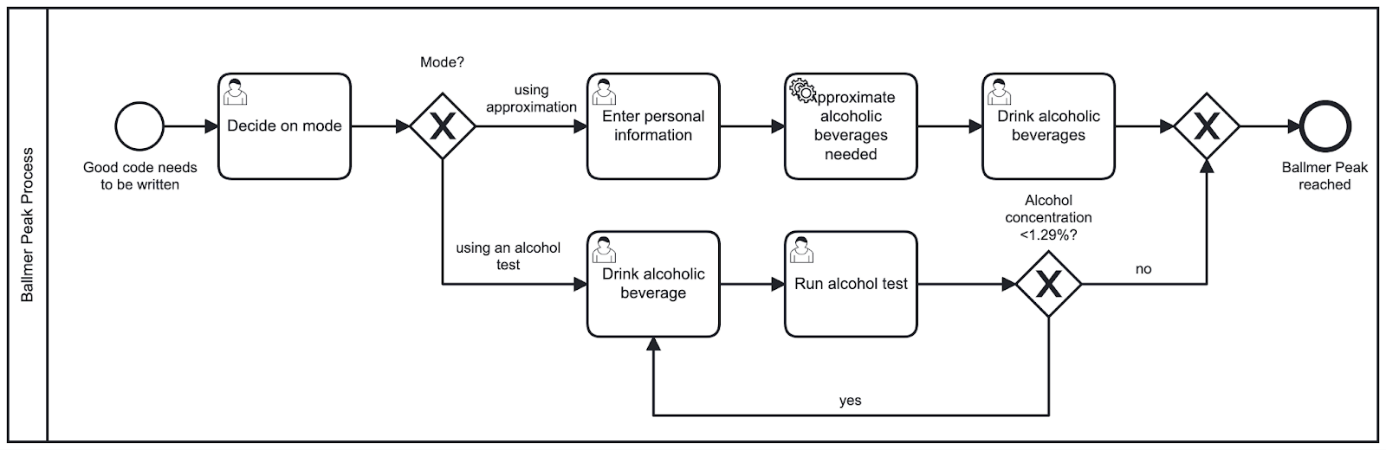 Ballmer Peak Process
Good code needs
to be written
Decide on mode
Mode?
using
approximation
Enter personal
information
Approximate
alcoholic
beverages
needed
Drink alcoholic
beverages
Ballmer Peak
reached
using an alcohol
test
Drink alcoholic
beverage
Run alcohol test
Alcohol
concentration
<1.29%?
no
yes